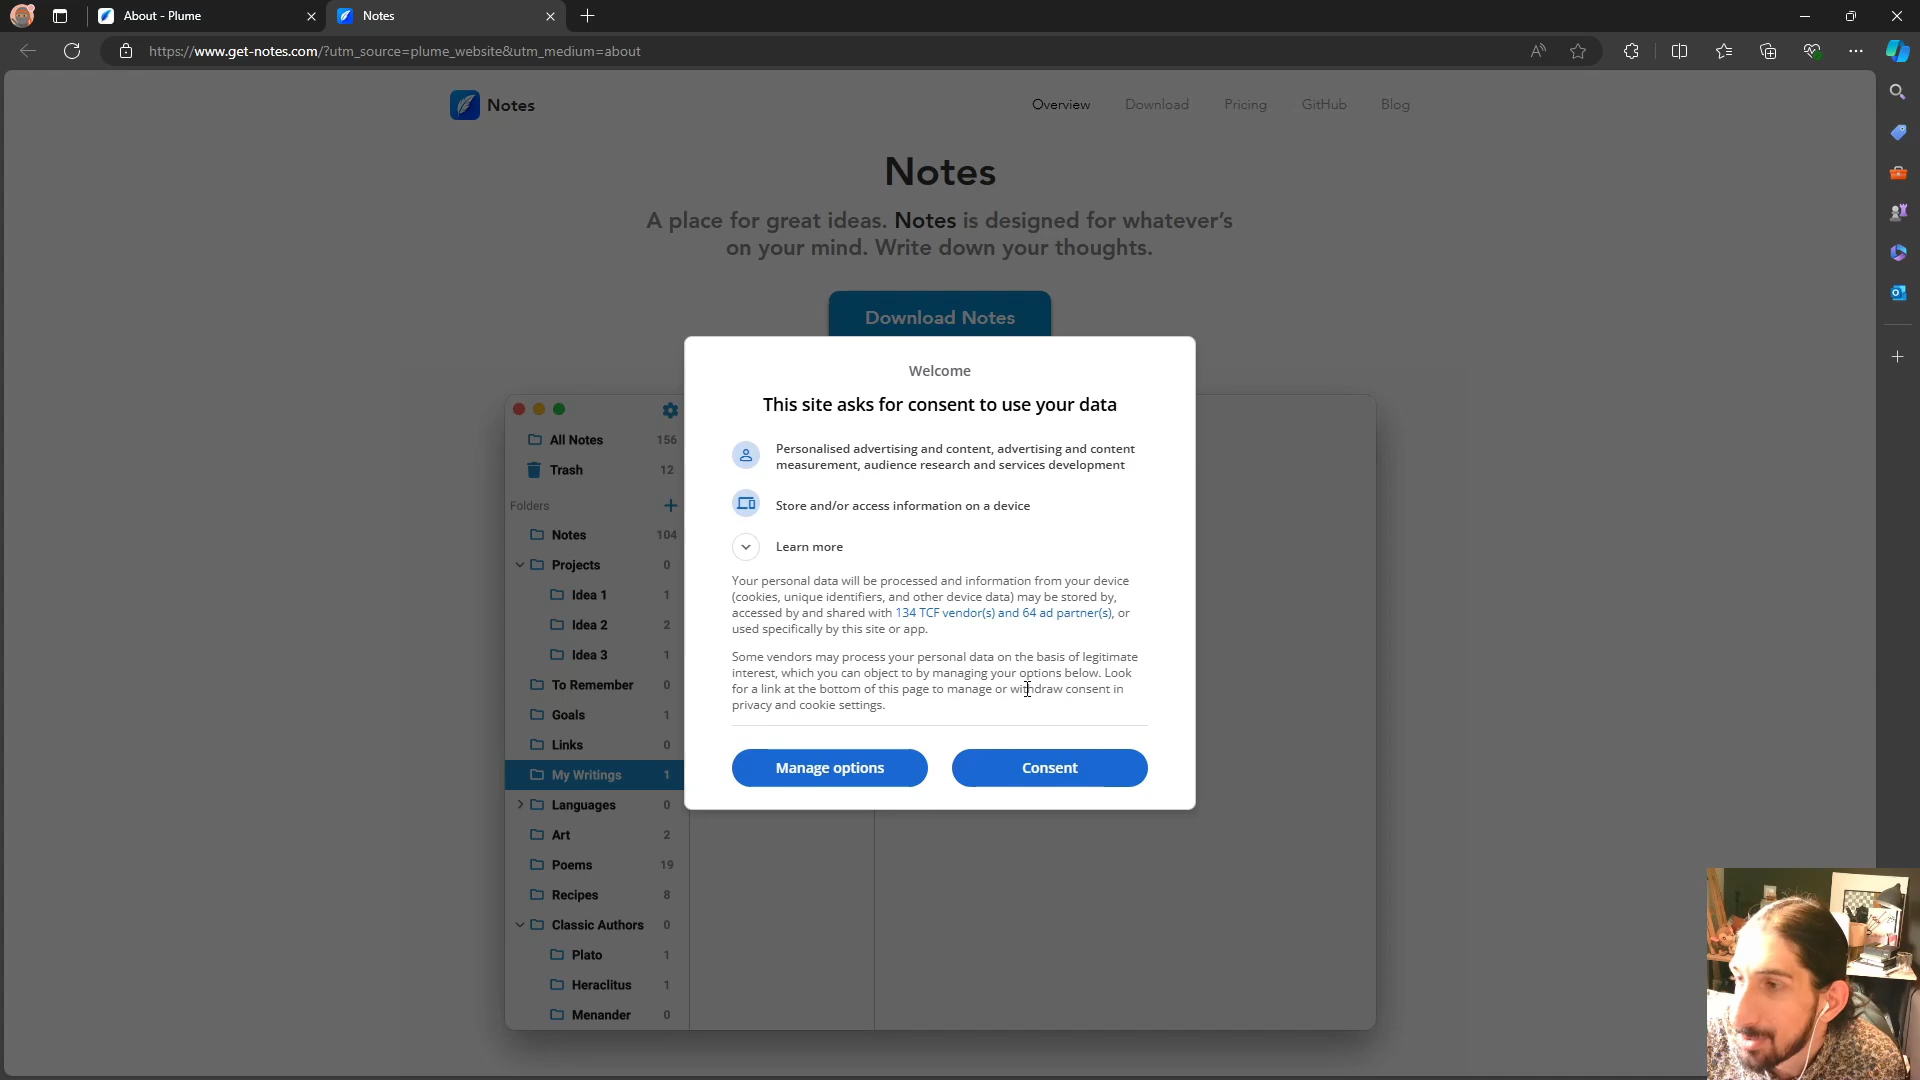 About - Plume
Notes
https://www.get-notes.com/?utm_source=plume_website&utm_medium=about
Notes
Overview
Download
Pricing
GitHub
Blog
Notes
A place for great ideas. Notes is designed for whatever's
on your mind. Write down your thoughts.
Download Notes
All Notes 156
Trash 12
Folders
Notes 104
Projects 0
Idea 1 1
Idea 2 2
Idea 3 1
To Remember 0
Goals 1
Links 0
My Writings 1
Languages 0
Art 2
Poems 19
Recipes 8
Classic Authors 0
Plato 1
Heraclitus 1
Menander 0
Welcome
This site asks for consent to use your data
Personalised advertising and content, advertising and content
measurement, audience research and services development
Store and/or access information on a device
Learn more
Your personal data will be processed and information from your device
(cookies, unique identifiers, and other device data) may be stored by,
accessed by and shared with 134 TCF vendor(s) and 64 ad partner(s), or
used specifically by this site or app.
Some vendors may process your personal data on the basis of legitimate
interest, which you can object to by managing your options below. Look
for a link at the bottom of this page to manage or withdraw consent in
privacy and cookie settings.
Manage options
Consent